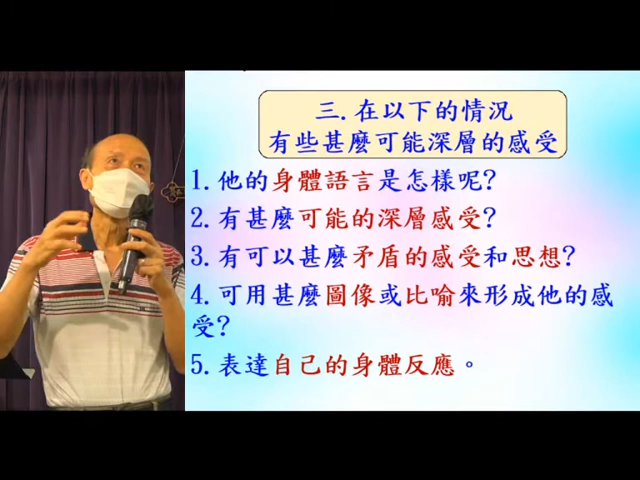 三.在以下的情況
有些甚麼可能深層的感受
1.他的身體語言是怎樣呢?
2.有甚麼可能的深層感受?
3.有可以甚麼矛盾的感受和思想?
4.可用甚麼圖像或比喻來形成他的感
受?
5.表達自己的身體反應。